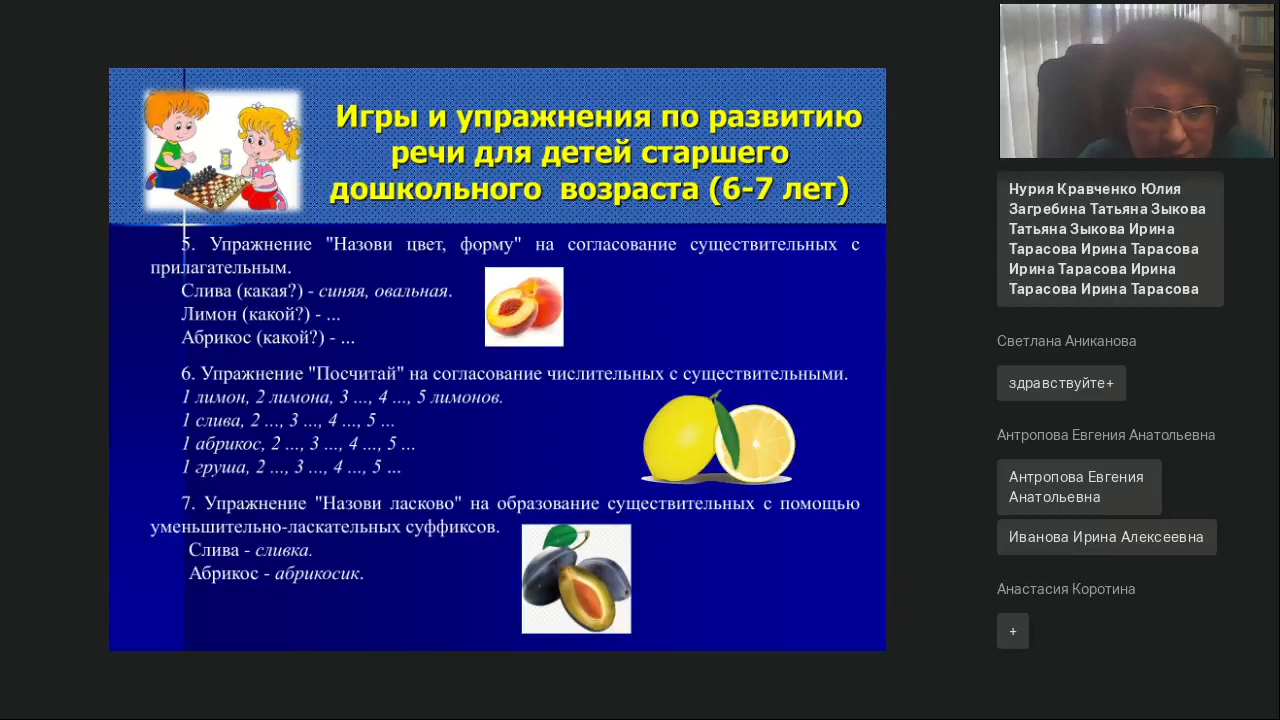 Игры и упражнения по развитию
речи для детей старшего
дошкольного возраста (6-7 лет)
5. Упражнение "Назови цвет, форму" на согласование существительных с
прилагательным.
Слива (какая?) - синяя, овальная.
Лимон (какой?) - ...
Абрикос (какой?) - ...
6. Упражнение "Посчитай" на согласование числительных с существительными.
1 лимон, 2 лимона, 3 ..., 4 ..., 5 лимонов.
1 слива, 2 ..., 3 ..., 4 ..., 5 ...
1 абрикос, 2 ..., 3 ..., 4 ..., 5 ...
1 груша, 2 ..., 3 ..., 4 ..., 5 ...
7. Упражнение "Назови ласково" на образование существительных с помощью
уменьшительно-ласкательных суффиксов.
Слива - сливка.
Абрикос - абрикосик.
Нурия Кравченко Юлия
Загребина Татьяна Зыкова
Татьяна Зыкова Ирина
Тарасова Ирина Тарасова
Ирина Тарасова Ирина
Тарасова Ирина Тарасова
Светлана Аниканова
здравствуйте+
Антропова Евгения Анатольевна
Антропова Евгения
Анатольевна
Иванова Ирина Алексеевна
Анастасия Коротина
+